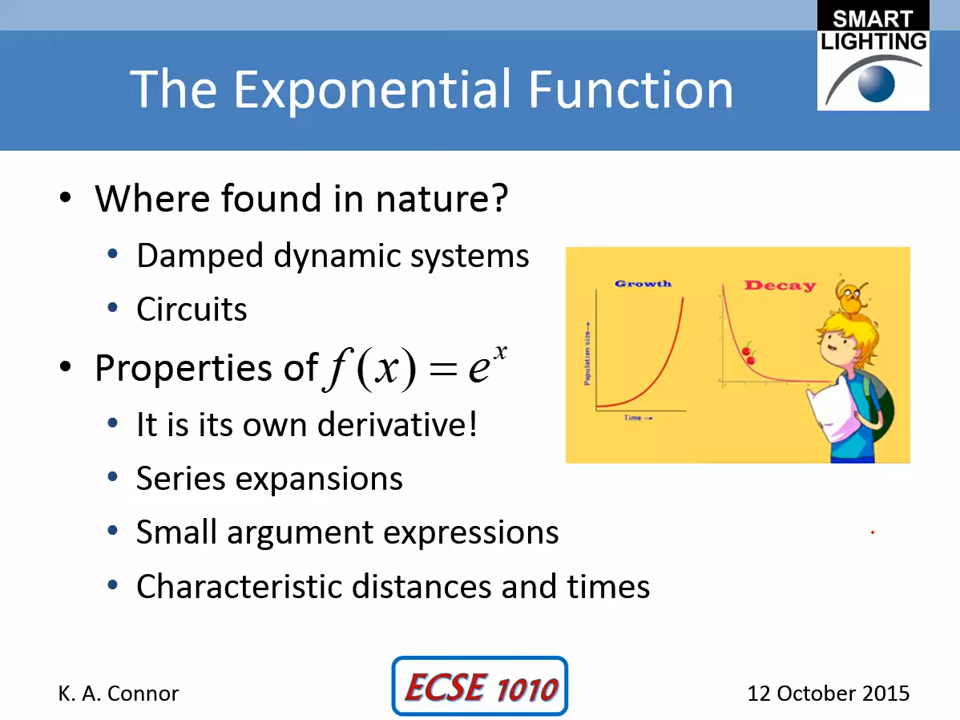 SMART
LIGHTING
The Exponential Function
• Where found in nature?
• Damped dynamic systems
• Circuits
• Properties of f(x) = e^x
• It is its own derivative!
• Series expansions
• Small argument expressions
• Characteristic distances and times
Growth
Population size→
Time →
Decay
K. A. Connor
ECSE 1010
12 October 2015